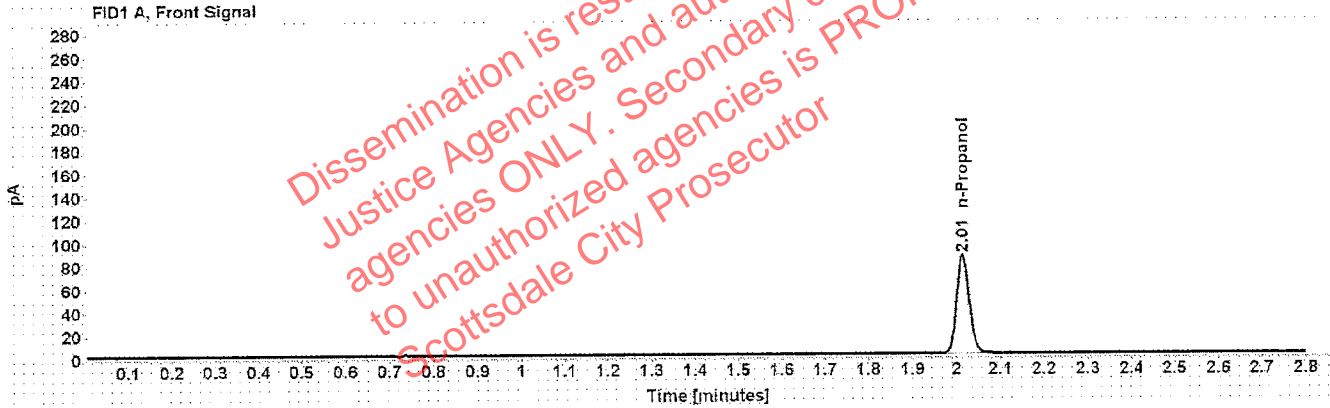 FID1 A, Front Signal
280
260
240
220
200
180
160
140
120
100
80
60
40
20
0
pA
2.01 n-Propanol
0.1 0.2 0.3 0.4 0.5 0.6 0.7 0.8 0.9 1 1.1 1.2 1.3 1.4 1.5 1.6 1.7 1.8 1.9 2 2.1 2.2 2.3 2.4 2.5 2.6 2.7 2.8
Time [minutes]
Dissemination is
Justice Agencies and
agencies ONLY. Secondary
to unauthorized agencies is
Scottsdale City Prosecutor